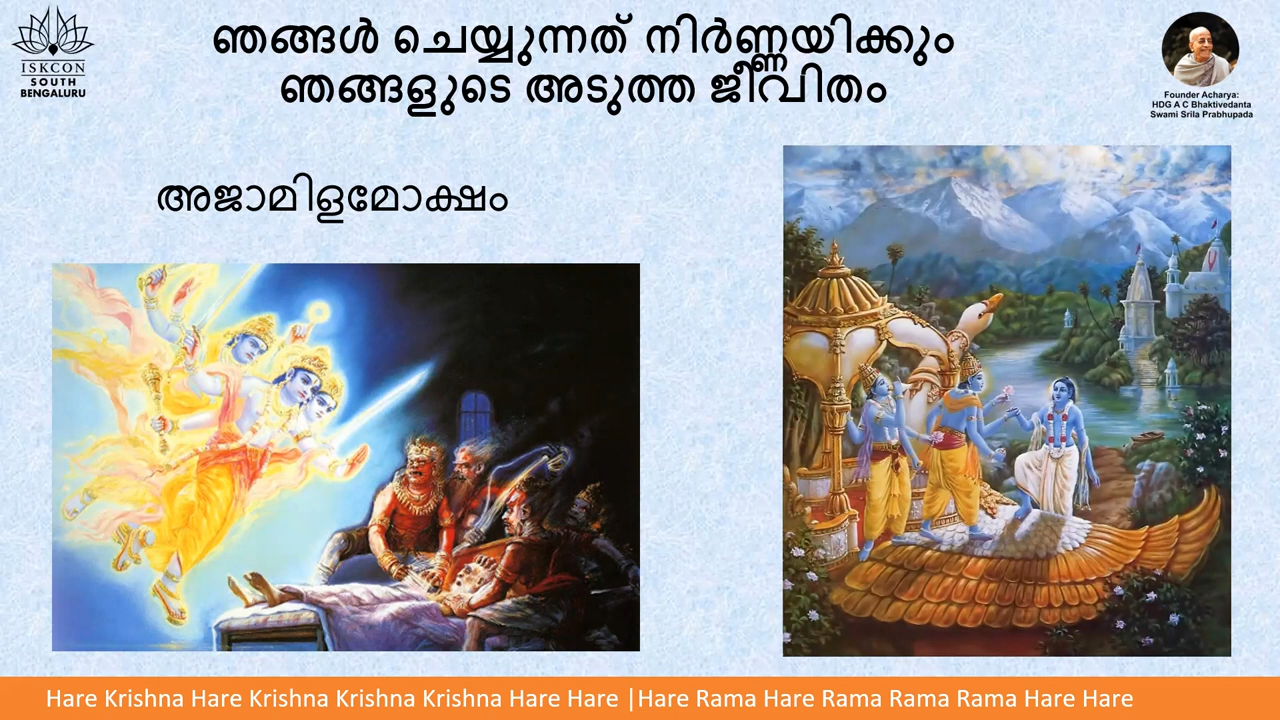 ഞങ്ങൾ ചെയ്യുന്നത് നിർണ്ണയിക്കും
ഞങ്ങളുടെ അടുത്ത ജീവിതം
ISKCON
SOUTH
BENGALURU
Founder Acharya:
HDG A C Bhaktivedanta
Swami Srila Prabhupada
അജാമിളമോക്ഷം
Hare Krishna Hare Krishna Krishna Krishna Hare Hare |Hare Rama Hare Rama Rama Rama Hare Hare